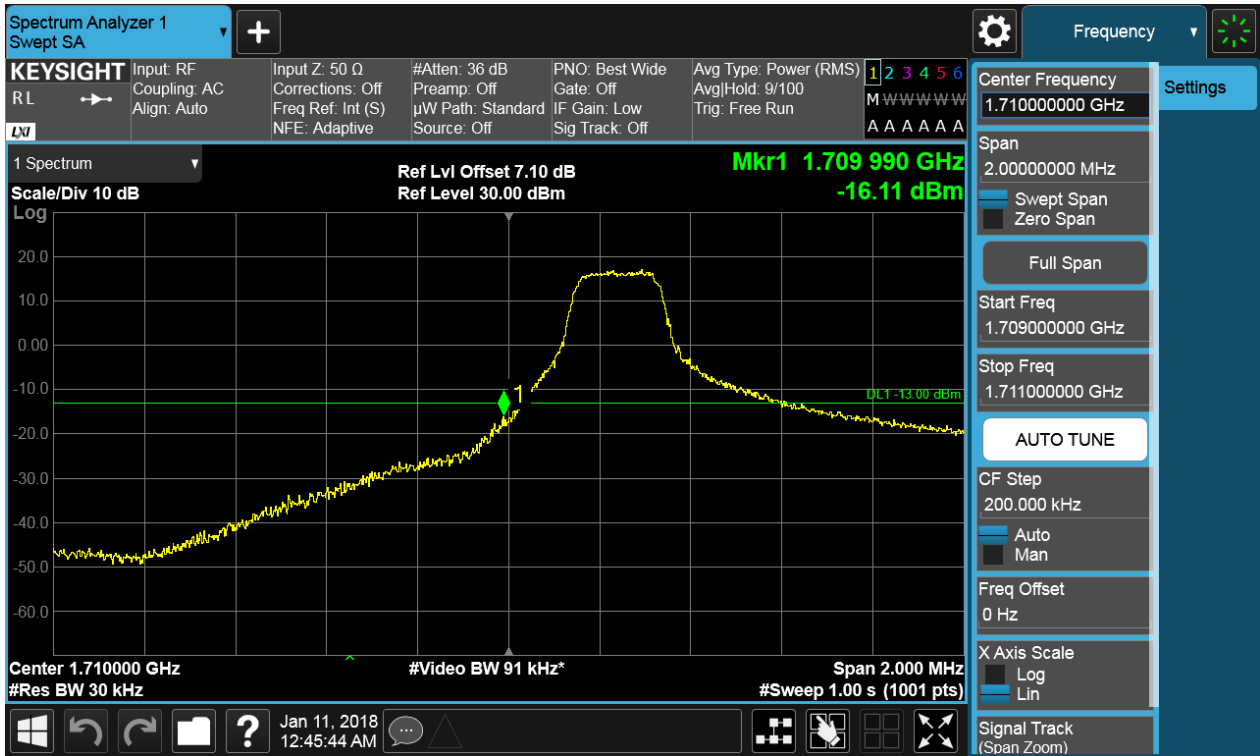 Spectrum Analyzer 1
Swept SA
+
Frequency
KEYSIGHT
R L
LXI
Input: RF
Coupling: AC
Align: Auto
Input Z: 50 Ω
Corrections: Off
Freq Ref: Int (S)
NFE: Adaptive
#Atten: 36 dB
Preamp: Off
µW Path: Standard
Source: Off
PNO: Best Wide
Gate: Off
IF Gain: Low
Sig Track: Off
Avg Type: Power (RMS)
Avg|Hold: 9/100
Trig: Free Run
1 2 3 4 5 6
M W W W W W
A A A A A A
1 Spectrum
Scale/Div 10 dB
Log
Ref Lvl Offset 7.10 dB
Ref Level 30.00 dBm
Mkr1 1.709 990 GHz
-16.11 dBm
20.0
10.0
0.00
-10.0
-20.0
-30.0
-40.0
-50.0
-60.0
1
DL1 -13.00 dBm
Center 1.710000 GHz
#Res BW 30 kHz
#Video BW 91 kHz*
Span 2.000 MHz
#Sweep 1.00 s (1001 pts)
Center Frequency
1.710000000 GHz
Span
2.00000000 MHz
Swept Span
Zero Span
Full Span
Start Freq
1.709000000 GHz
Stop Freq
1.711000000 GHz
AUTO TUNE
CF Step
200.000 kHz
Auto
Man
Freq Offset
0 Hz
X Axis Scale
Log
Lin
Signal Track
(Span Zoom)
Settings
?
Jan 11, 2018
12:45:44 AM